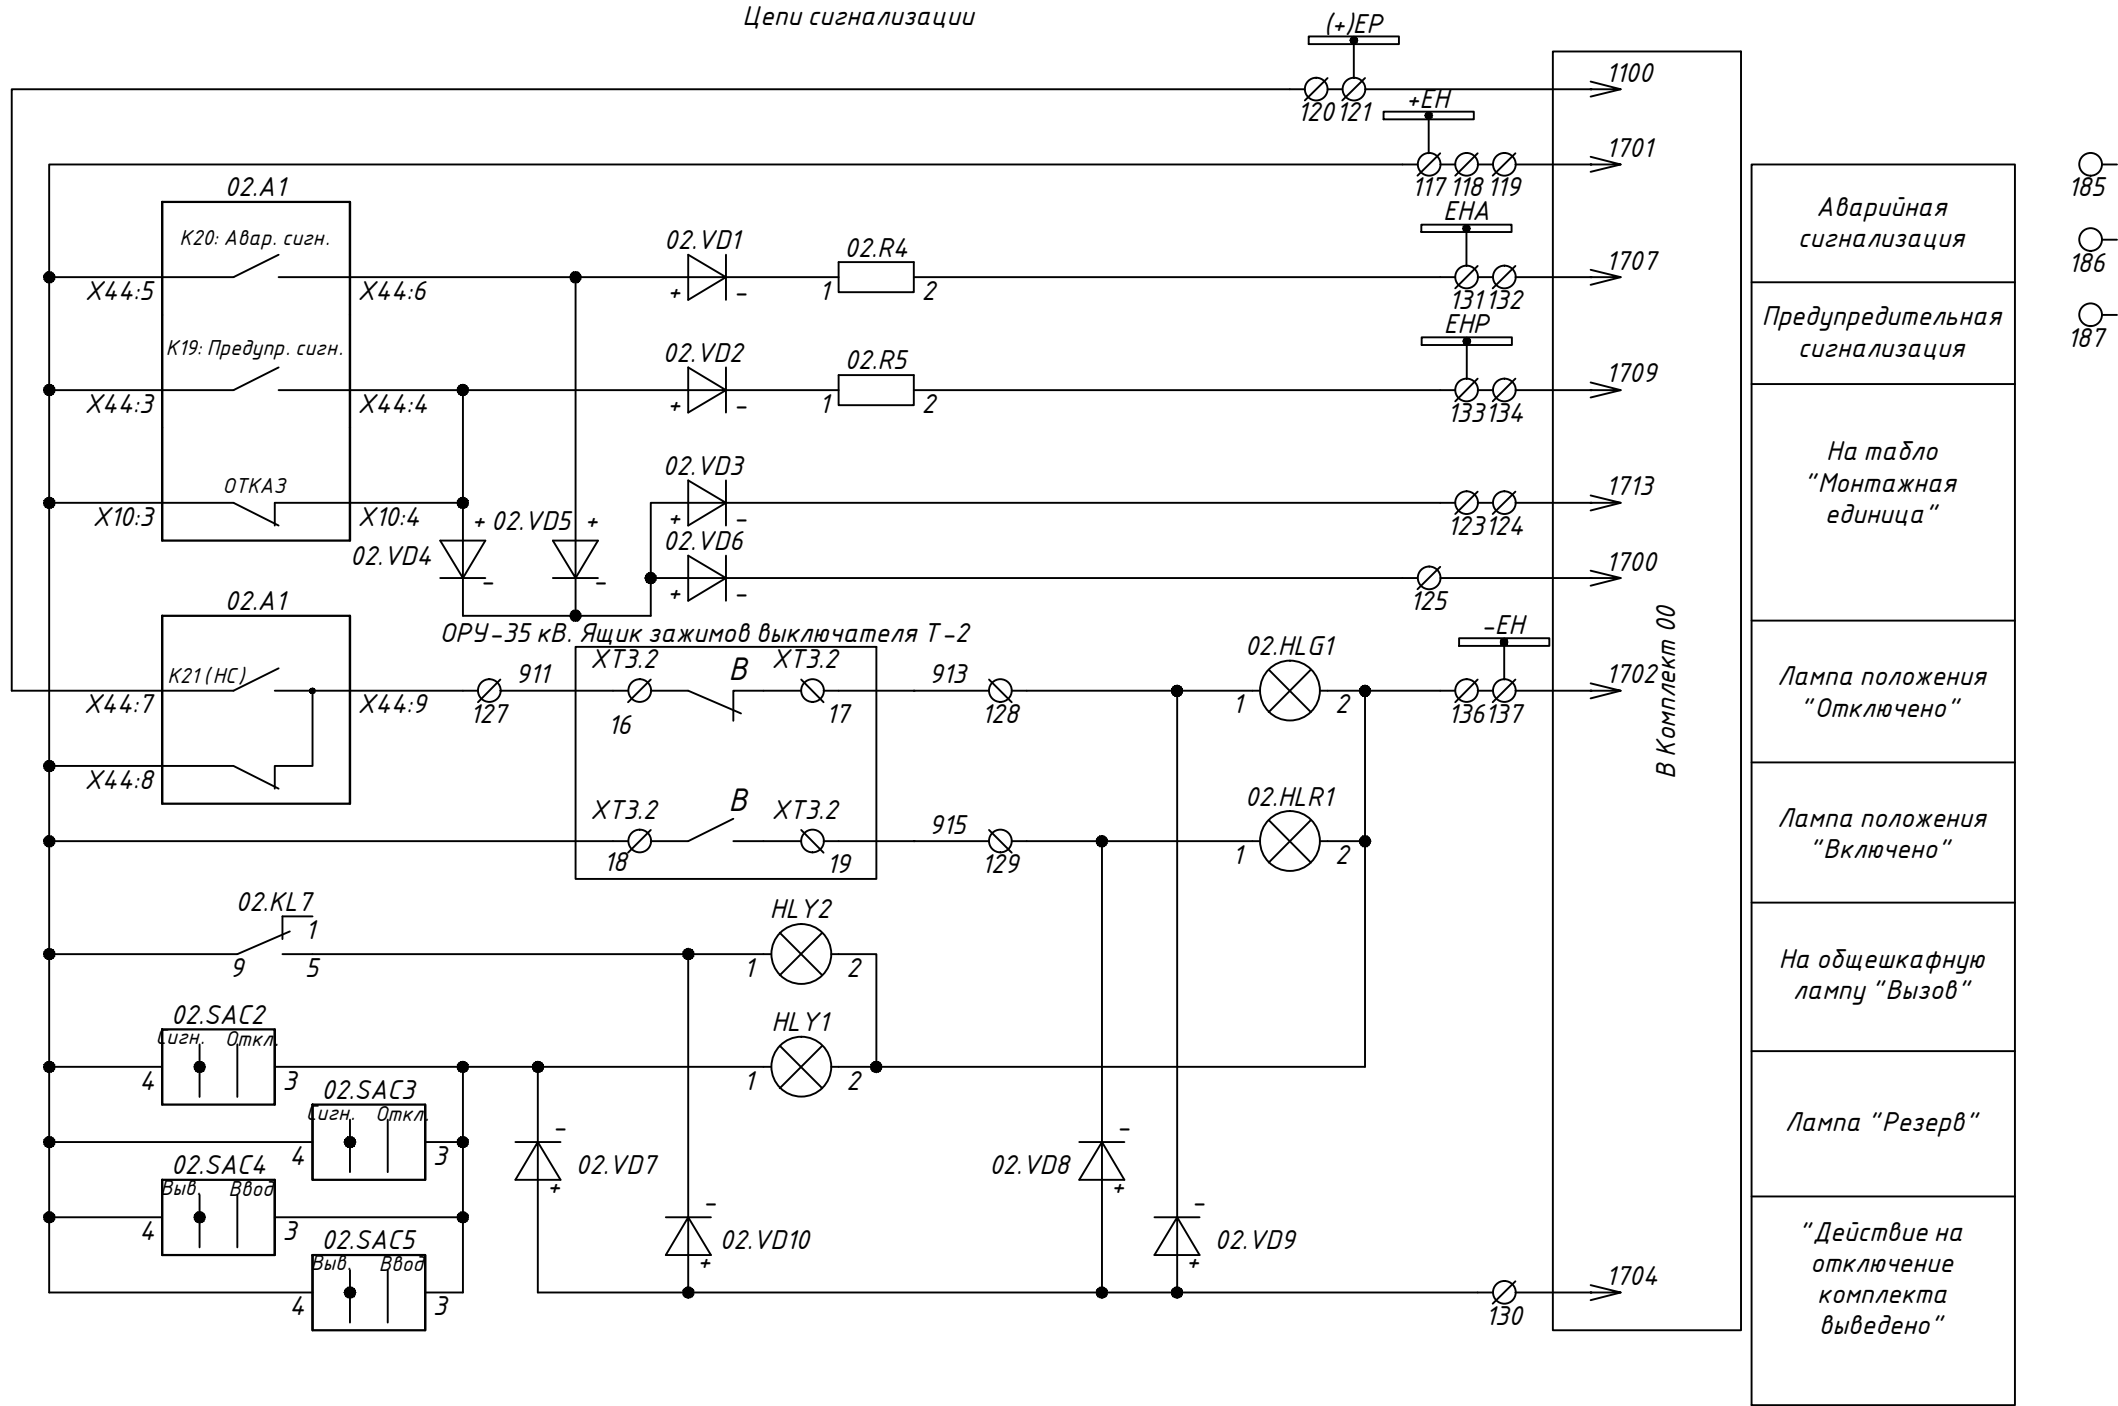 Цепи сигнализации
(+)EP
1100
120
121
+EH
1701
117
118
119
185
02.A1
EHA
Аварийная
сигнализация
186
К20: Авар. сигн.
02.VD1
02.R4
1707
X44:5
X44:6
+
-
1
2
131
132
EHP
Предупредительная
сигнализация
187
К19: Предупр. сигн.
02.VD2
02.R5
1709
X44:3
X44:4
+
-
1
2
133
134
На табло
"Монтажная
единица"
ОТКАЗ
02.VD3
1713
X10:3
X10:4
+
02.VD5
+
+
-
123
124
02.VD4
02.VD6
1700
-
-
+
-
125
02.A1
В Комплект 00
ОРУ-35 кВ. Ящик зажимов выключателя Т-2
-EH
К21(НС)
911
XT3.2
В
XT3.2
913
02.HLG1
1702
Лампа положения
"Отключено"
X44:7
X44:9
127
16
17
128
1
2
136
137
X44:8
XT3.2
В
XT3.2
915
02.HLR1
Лампа положения
"Включено"
18
19
129
1
2
02.KL7
1
HLY2
На общешкафную
лампу "Вызов"
9
5
1
2
02.SAC2
Сигн.
Откл.
HLY1
4
3
1
2
02.SAC3
Сигн.
Откл.
Лампа "Резерв"
4
3
-
02.VD7
+
-
02.VD8
+
02.SAC4
Выв.
Ввод
4
3
-
02.VD10
+
-
02.VD9
+
"Действие на
отключение
комплекта
выведено"
02.SAC5
Выв.
Ввод
4
3
1704
130